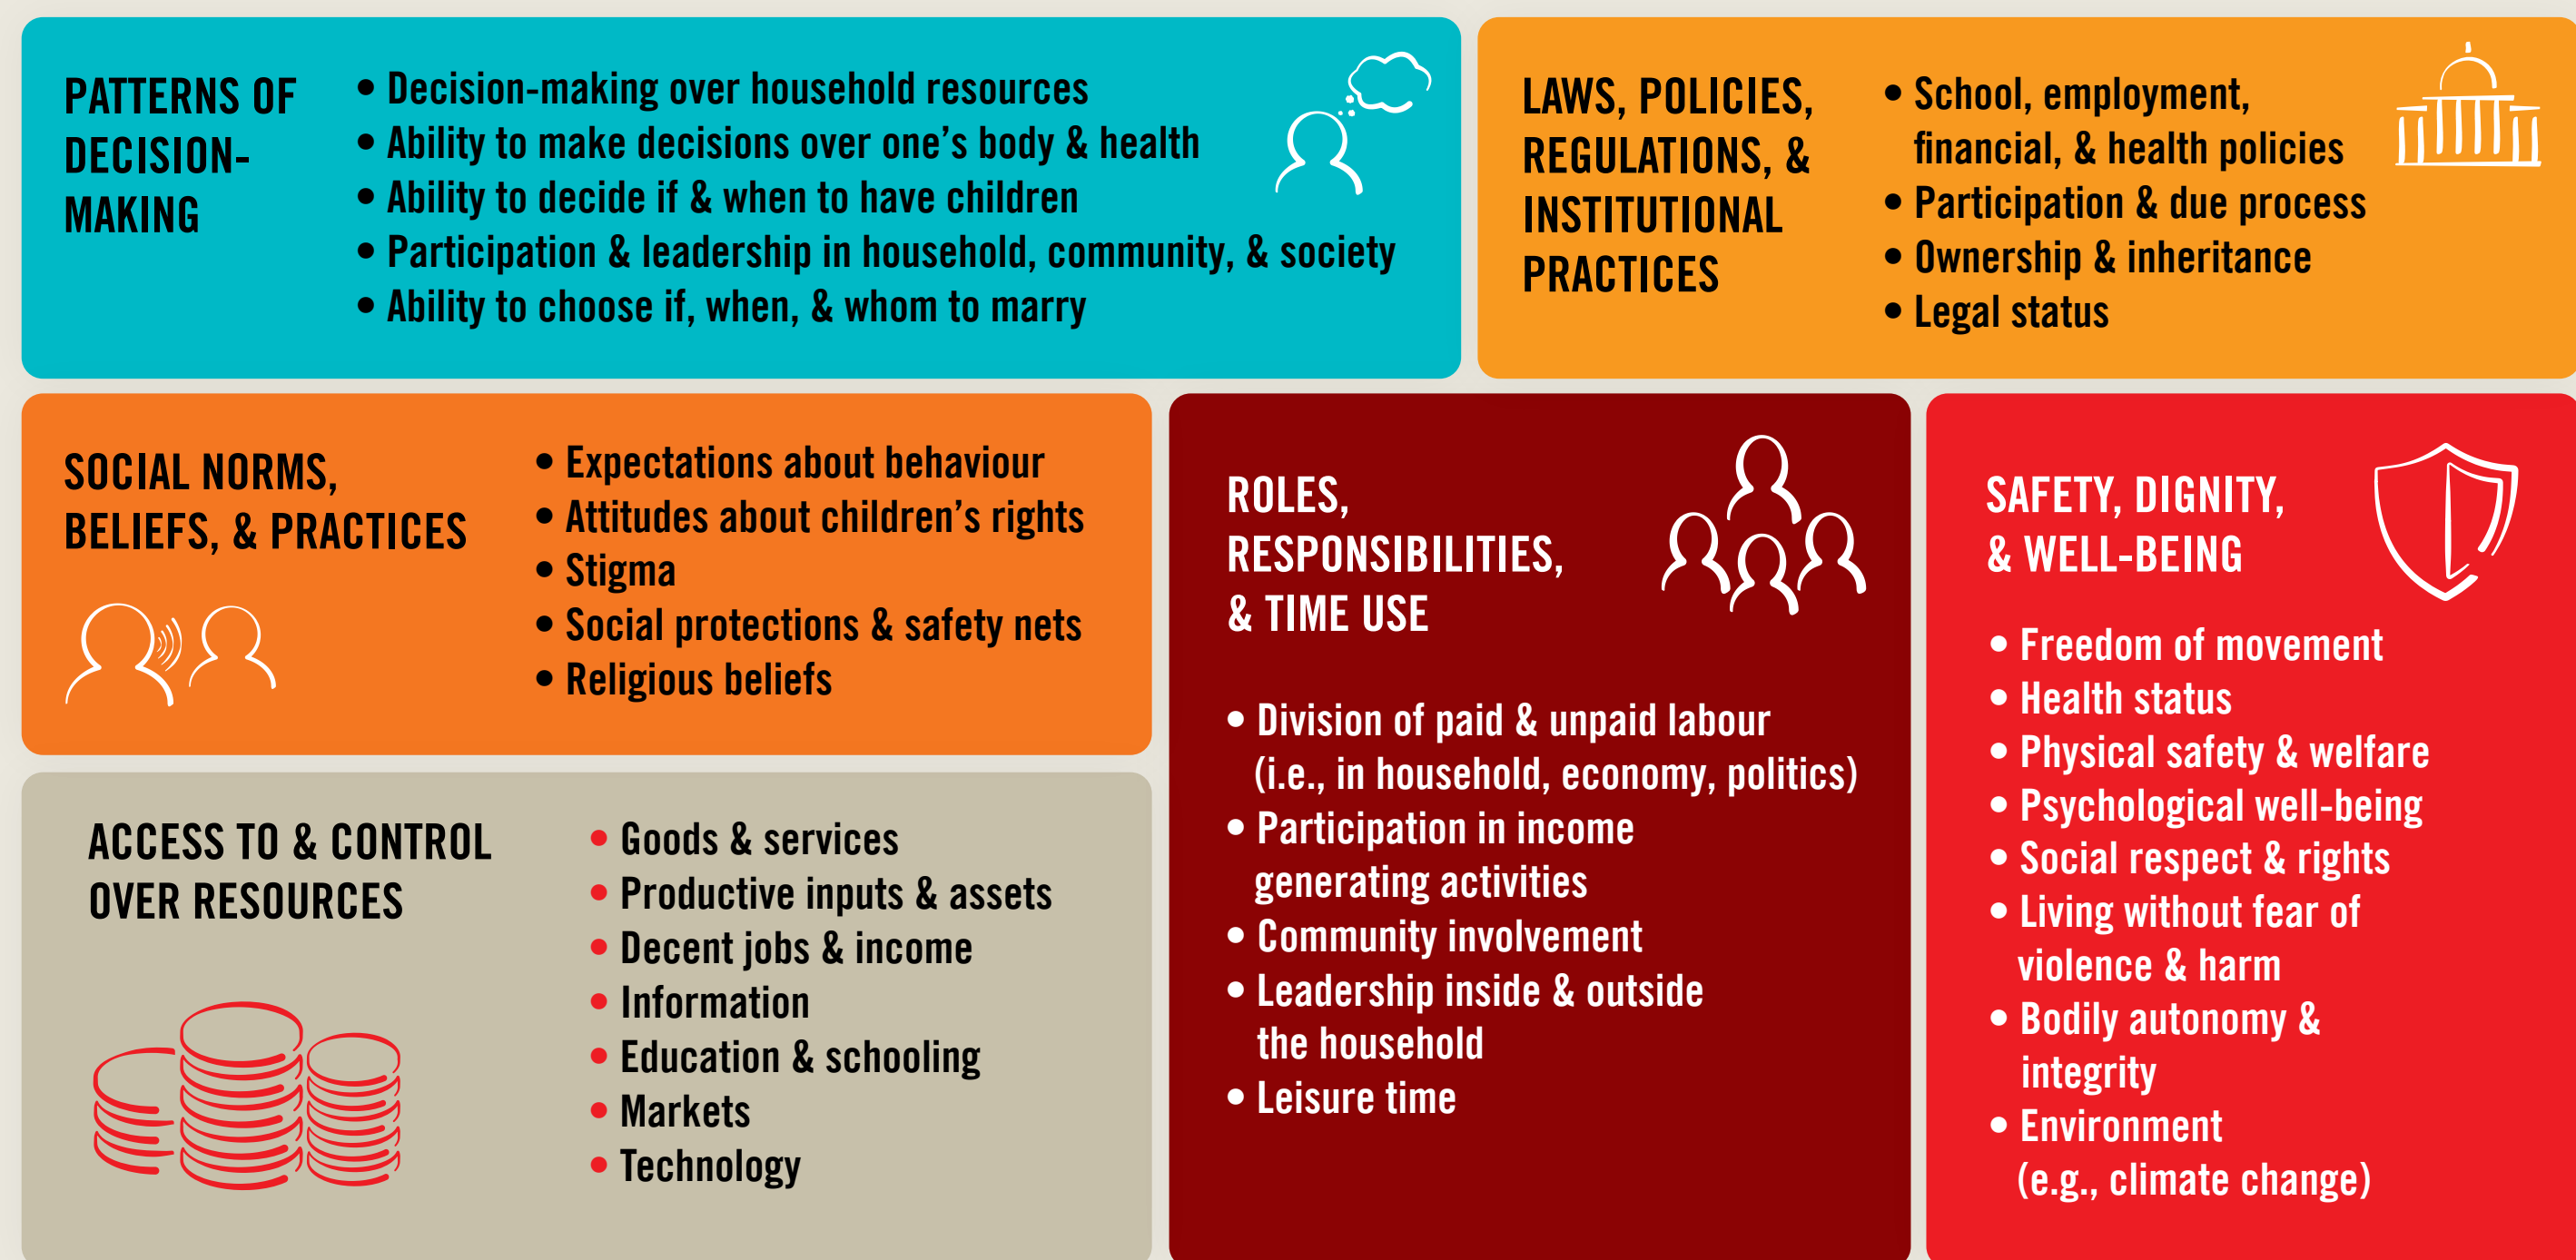 PATTERNS OF
DECISION-
MAKING
• Decision-making over household resources
• Ability to make decisions over one's body & health
• Ability to decide if & when to have children
• Participation & leadership in household, community, & society
• Ability to choose if, when, & whom to marry
LAWS, POLICIES,
REGULATIONS, &
INSTITUTIONAL
PRACTICES
• School, employment,
financial, & health policies
• Participation & due process
• Ownership & inheritance
• Legal status
SOCIAL NORMS,
BELIEFS, & PRACTICES
• Expectations about behaviour
• Attitudes about children's rights
• Stigma
• Social protections & safety nets
• Religious beliefs
ACCESS TO & CONTROL
OVER RESOURCES
• Goods & services
• Productive inputs & assets
• Decent jobs & income
• Information
• Education & schooling
• Markets
• Technology
ROLES,
RESPONSIBILITIES,
& TIME USE
• Division of paid & unpaid labour
(i.e., in household, economy, politics)
• Participation in income
generating activities
• Community involvement
• Leadership inside & outside
the household
• Leisure time
SAFETY, DIGNITY,
& WELL-BEING
• Freedom of movement
• Health status
• Physical safety & welfare
• Psychological well-being
• Social respect & rights
• Living without fear of
violence & harm
• Bodily autonomy &
integrity
• Environment
(e.g., climate change)